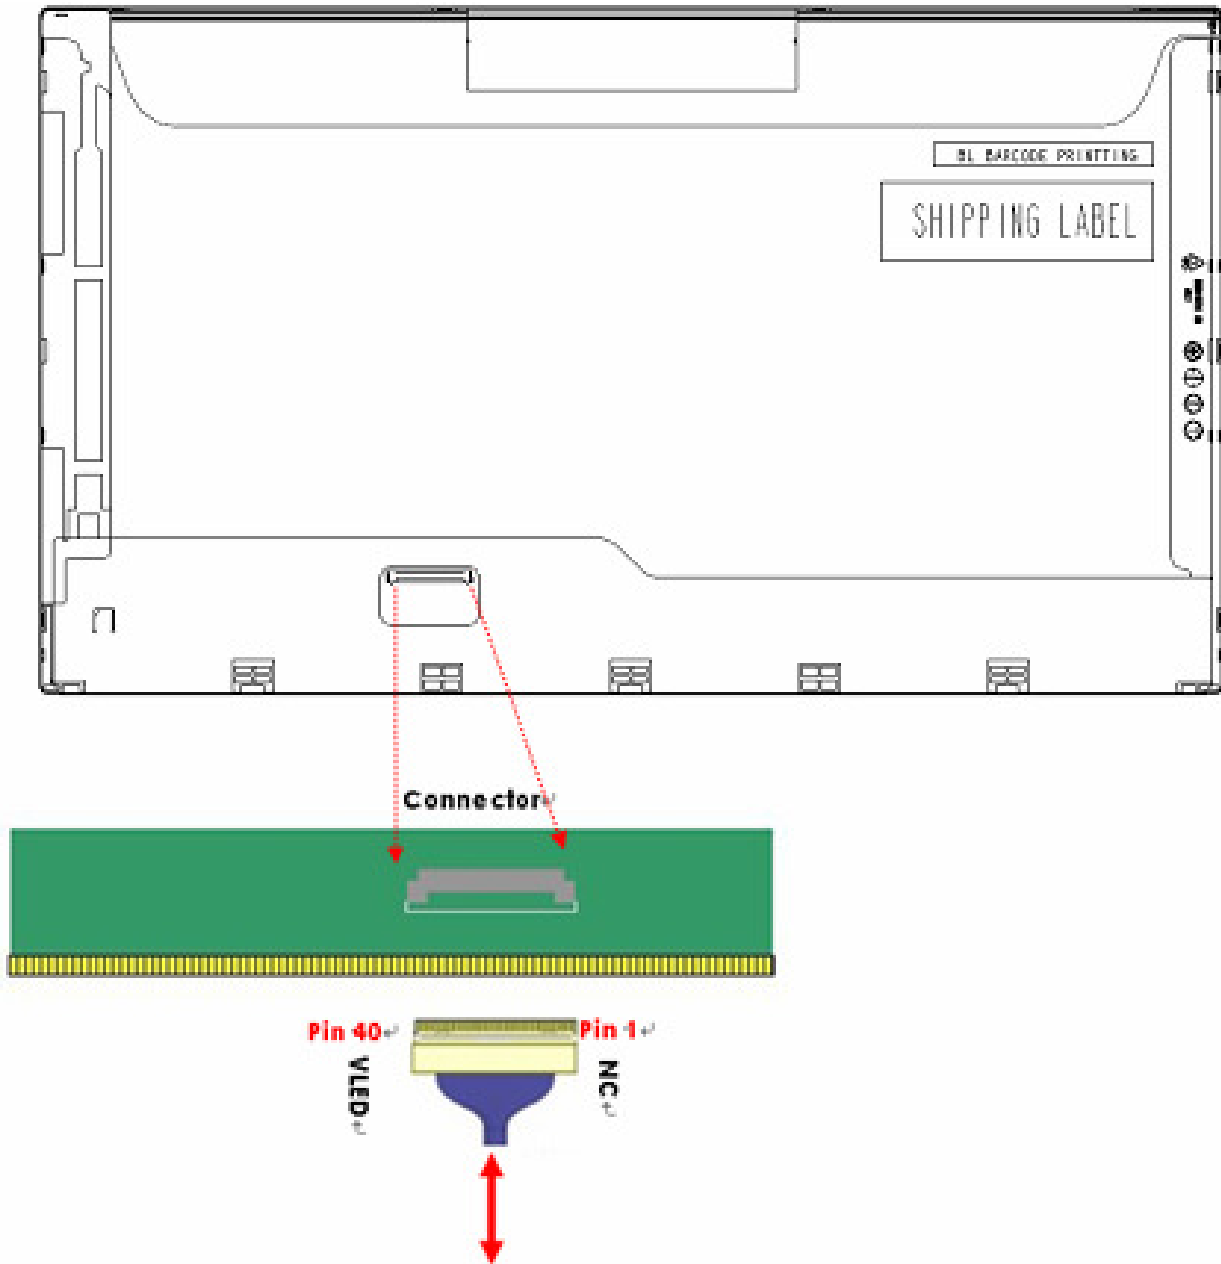 BL BARCODE PRINTTING
SHIPPING LABEL
Connector
Pin 40
Pin 1
VLED
NC